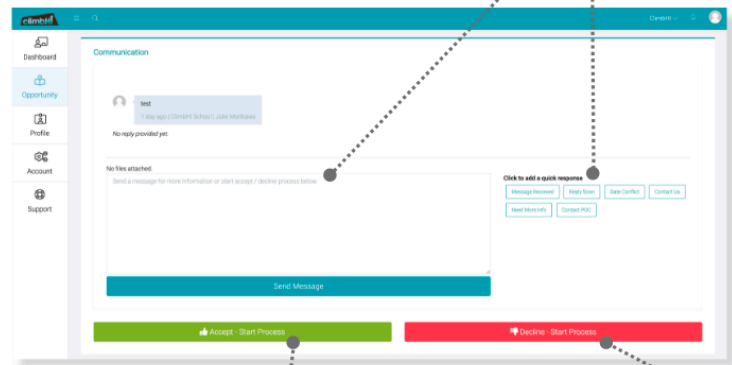 climbHI
ClimbHI
Dashboard
Opportunity
Profile
Account
Support
Communication
test
1 day ago | ClimbHI School | Julie Morikawa
No reply provided yet.
No files attached.
Send a message for more information or start accept / decline process below.
Send Message
Click to add a quick response
Message Received
Reply Soon
Date Conflict
Contact Us
Need More Info
Contact POC
Accept - Start Process
Decline - Start Process